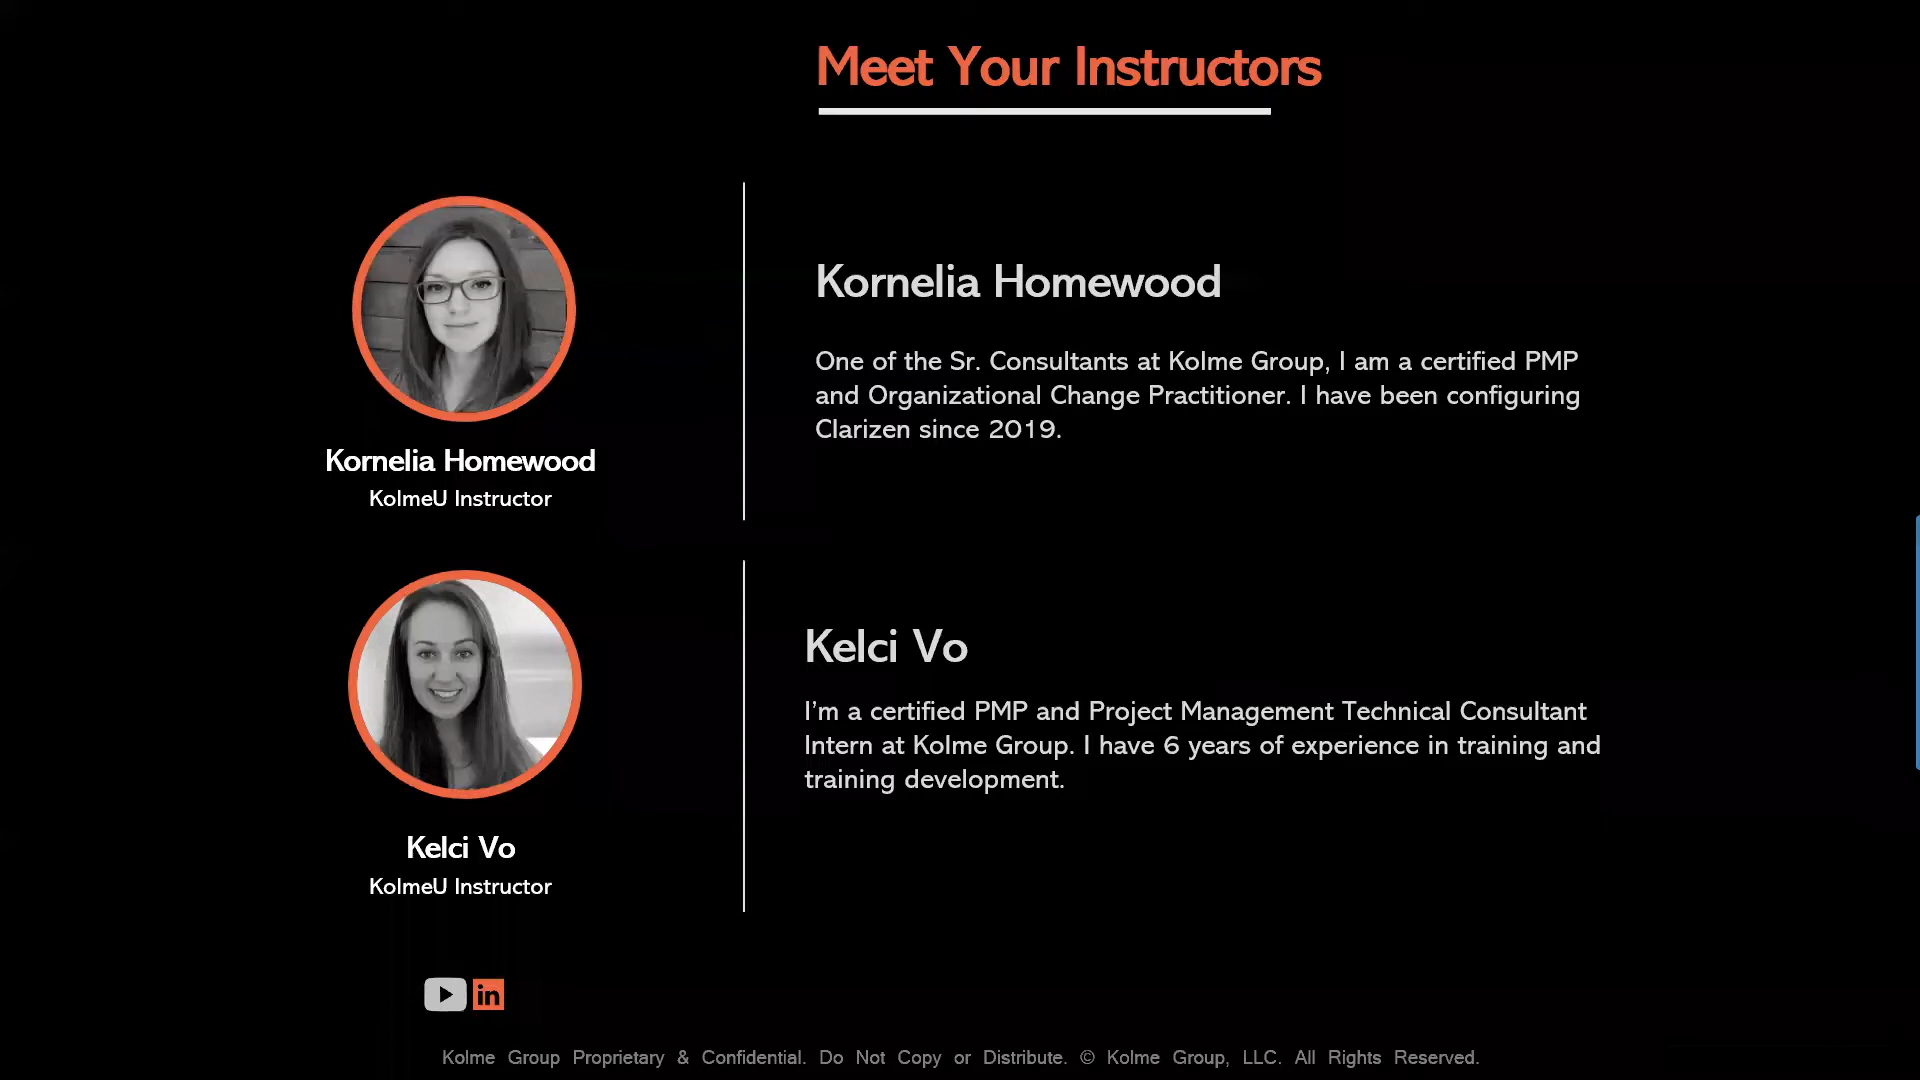 Meet Your Instructors
Kornelia Homewood
KolmeU Instructor
Kornelia Homewood
One of the Sr. Consultants at Kolme Group, I am a certified PMP
and Organizational Change Practitioner. I have been configuring
Clarizen since 2019.
Kelci Vo
KolmeU Instructor
Kelci Vo
I’m a certified PMP and Project Management Technical Consultant
Intern at Kolme Group. I have 6 years of experience in training and
training development.
in
Kolme Group Proprietary & Confidential. Do Not Copy or Distribute. © Kolme Group, LLC. All Rights Reserved.